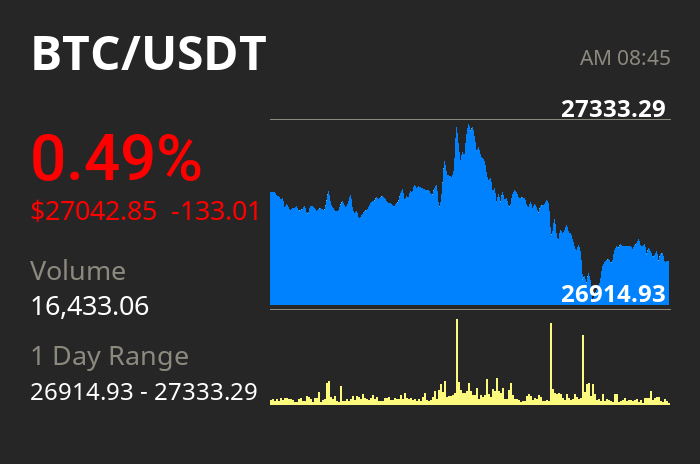 BTC/USDT
AM 08:45
27333.29
0.49%
$27042.85 -133.01
Volume
16,433.06
26914.93
1 Day Range
26914.93 - 27333.29